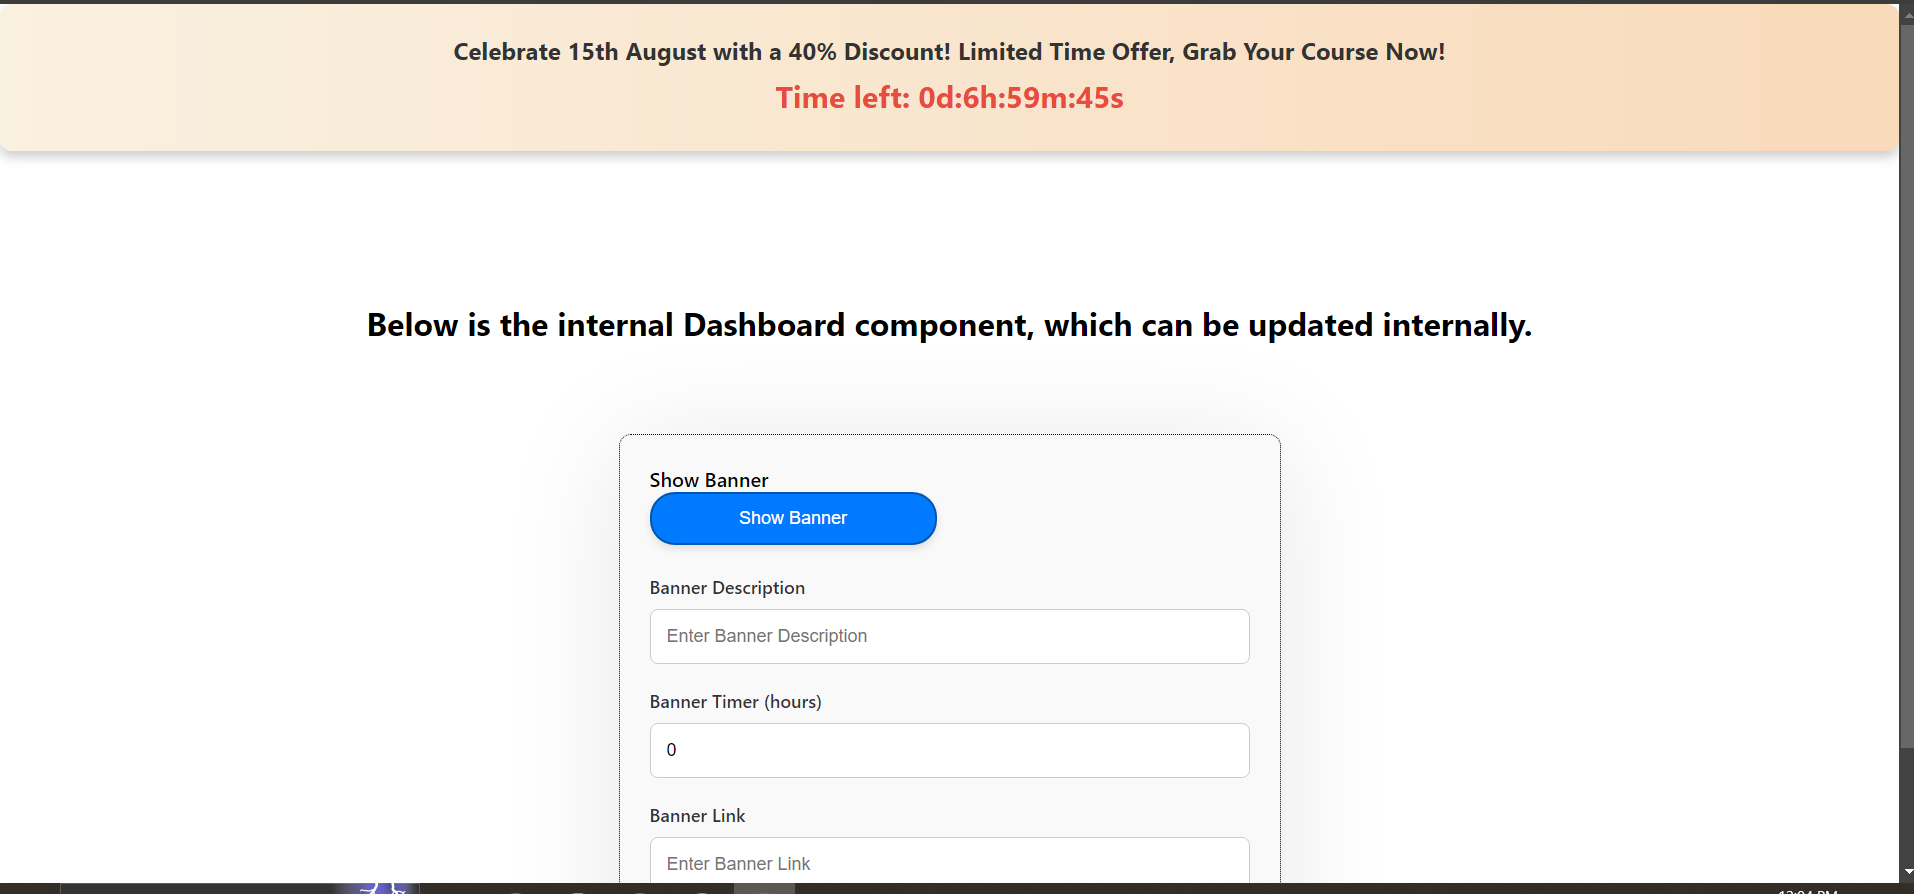 Celebrate 15th August with a 40% Discount! Limited Time Offer, Grab Your Course Now!
Time left: 0d:6h:59m:45s
Below is the internal Dashboard component, which can be updated internally.
Show Banner
Show Banner
Banner Description
Enter Banner Description
Banner Timer (hours)
0
Banner Link
Enter Banner Link